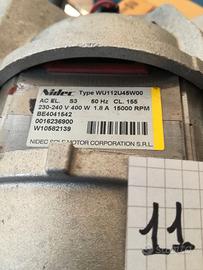 Nidec Type WU112U45W00
AC EL. S3 50 Hz CL. 155
230-240 V 400 W 1.8 A 15000 RPM
BE4041542
0016236900
W10582139
NIDEC SOLE MOTOR CORPORATION S.R.L.
11